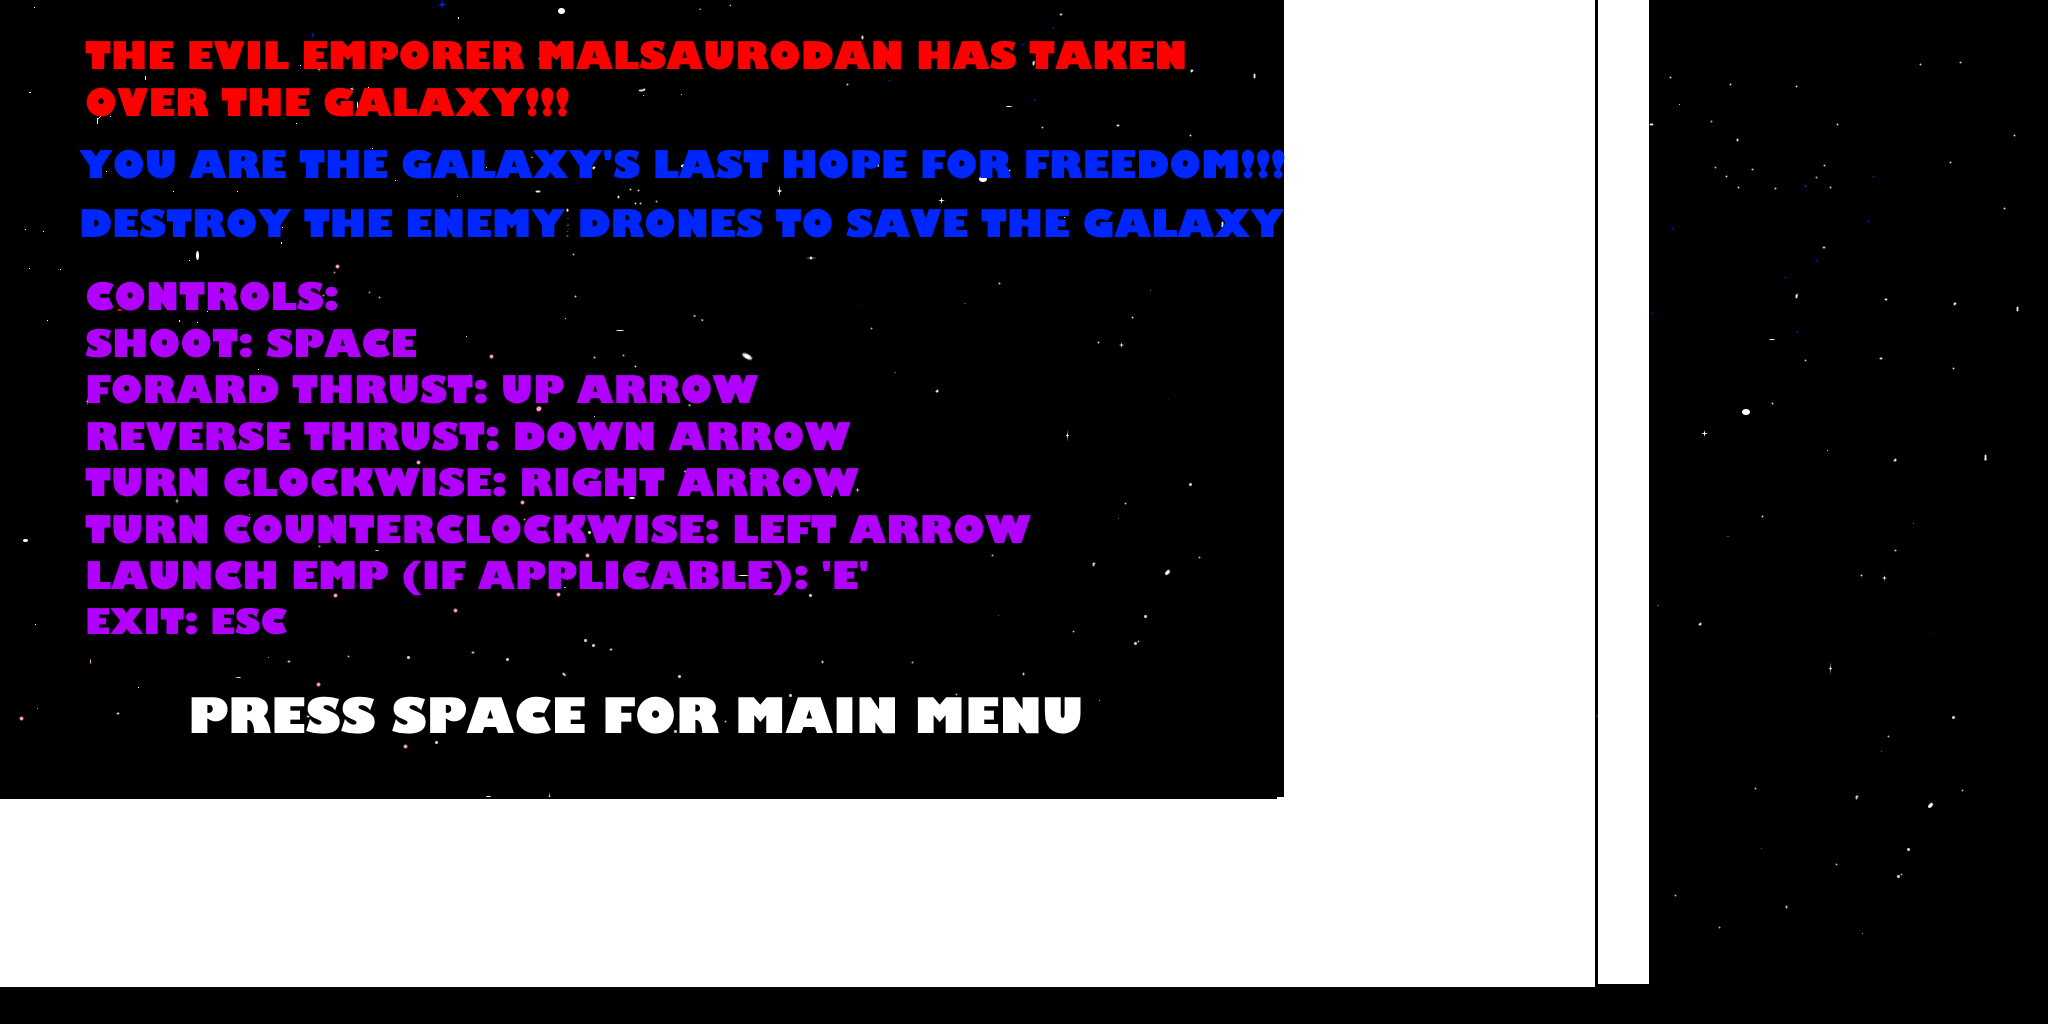 THE EVIL EMPORER MALSAURODAN HAS TAKEN
OVER THE GALAXY!!!
YOU ARE THE GALAXY'S LAST HOPE FOR FREEDOM!!!
DESTROY THE ENEMY DRONES TO SAVE THE GALAXY
CONTROLS:
SHOOT: SPACE
FORARD THRUST: UP ARROW
REVERSE THRUST: DOWN ARROW
TURN CLOCKWISE: RIGHT ARROW
TURN COUNTERCLOCKWISE: LEFT ARROW
LAUNCH EMP (IF APPLICABLE): 'E'
EXIT: ESC
PRESS SPACE FOR MAIN MENU